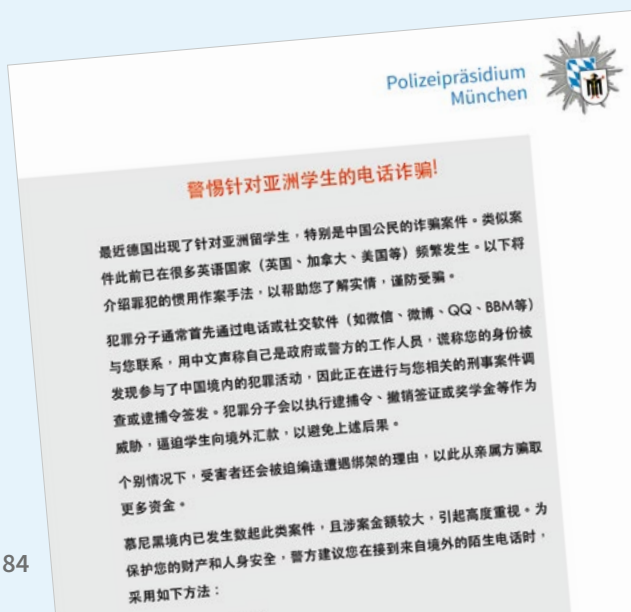 Polizeipräsidium
München
警惕针对亚洲学生的电话诈骗!
最近德国出现了针对亚洲留学生，特别是中国公民的诈骗案件。类似案
件此前已在很多英语国家（英国、加拿大、美国等）频繁发生。以下将
介绍罪犯的惯用作案手法，以帮助您了解实情，谨防受骗。
犯罪分子通常首先通过电话或社交软件（如微信、微博、QQ、BBM等）
与您联系，用中文声称自己是政府或警方的工作人员，谎称您的身份被
发现参与了中国境内的犯罪活动，因此正在进行与您相关的刑事案件调
查或逮捕令签发。犯罪分子会以执行逮捕令、撤销签证或奖学金等作为
威胁，逼迫学生向境外汇款，以避免上述后果。
个别情况下，受害者还会被迫编造遭遇绑架的理由，以此从亲属方骗取
更多资金。
慕尼黑境内已发生数起此类案件，且涉案金额较大，引起高度重视。为
保护您的财产和人身安全，警方建议您在接到来自境外的陌生电话时，
采用如下方法：
84